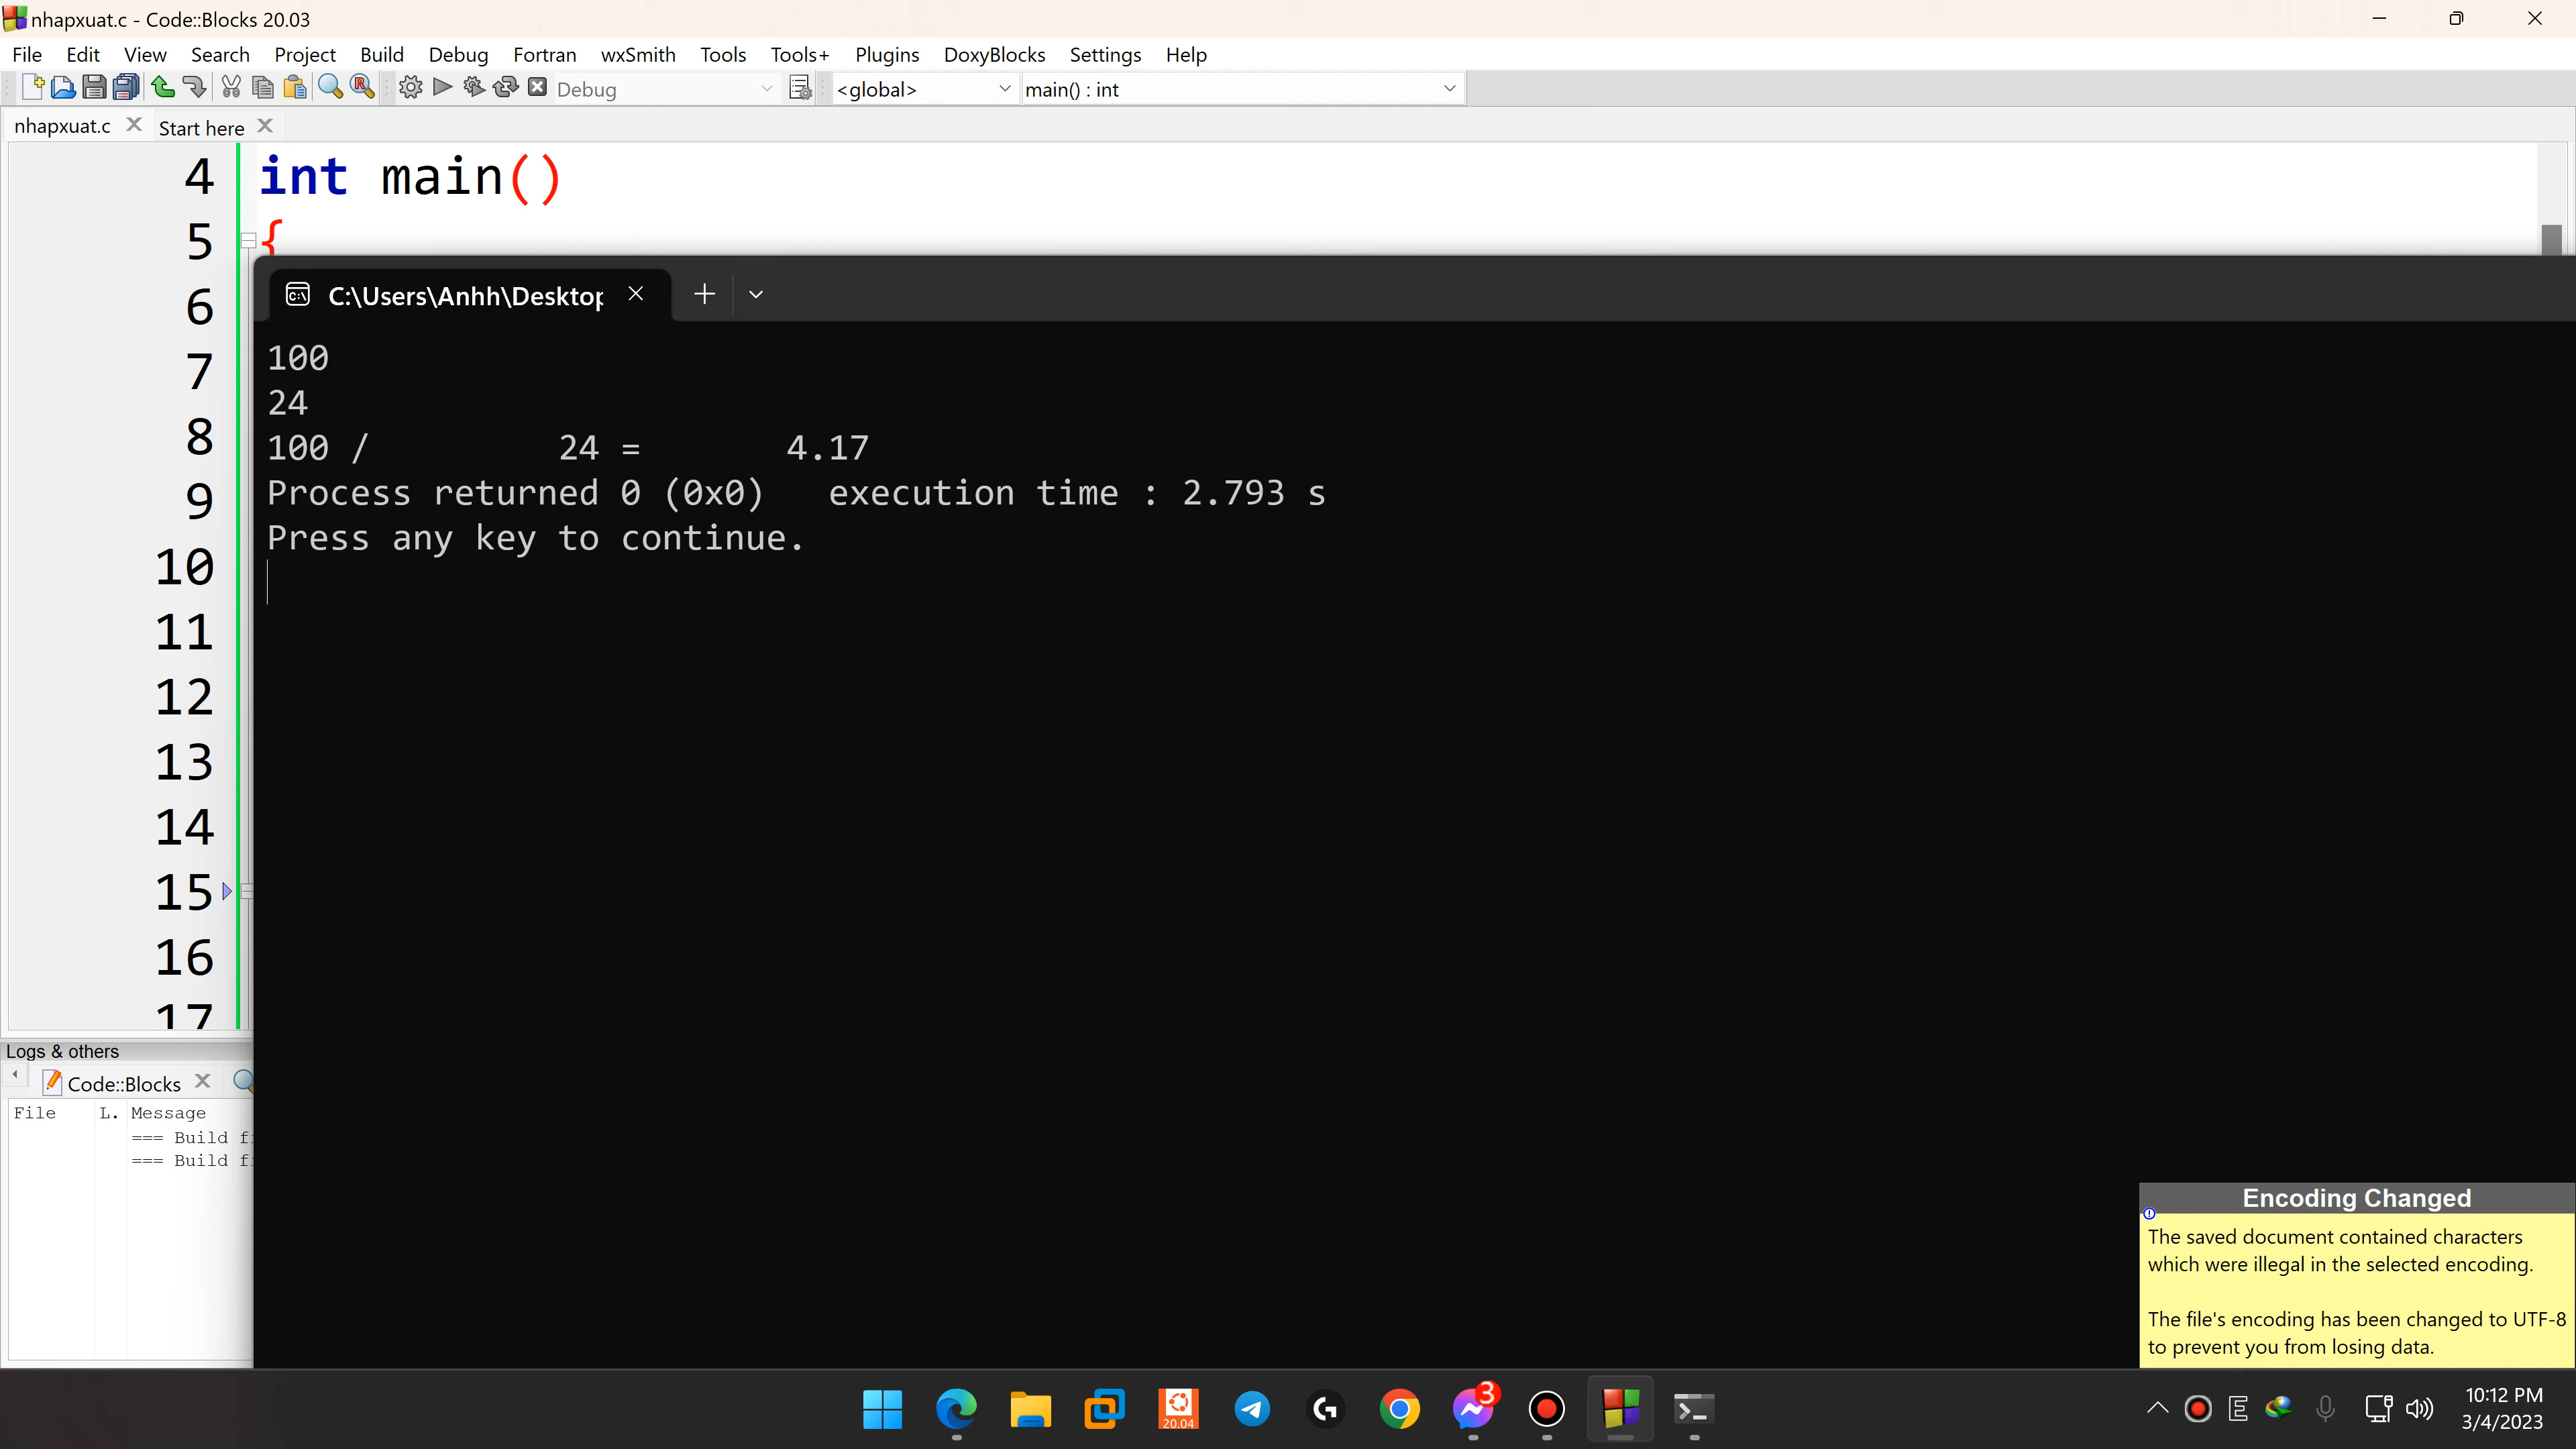 nhapxuat.c - Code::Blocks 20.03
File Edit View Search Project Build Debug Fortran wxSmith Tools Tools+ Plugins DoxyBlocks Settings Help
Debug <global> main() : int
nhapxuat.c Start here
4 int main()
5 {
6
7
8
9
10
11
12
13
14
15
16
17
C:\Users\Anhh\Desktop
100
24
100 /         24 =       4.17
Process returned 0 (0x0)   execution time : 2.793 s
Press any key to continue.
Logs & others
Code::Blocks
File L. Message
=== Build fi
=== Build fi
Encoding Changed
The saved document contained characters
which were illegal in the selected encoding.
The file's encoding has been changed to UTF-8
to prevent you from losing data.
20.04
3
E
10:12 PM
3/4/2023